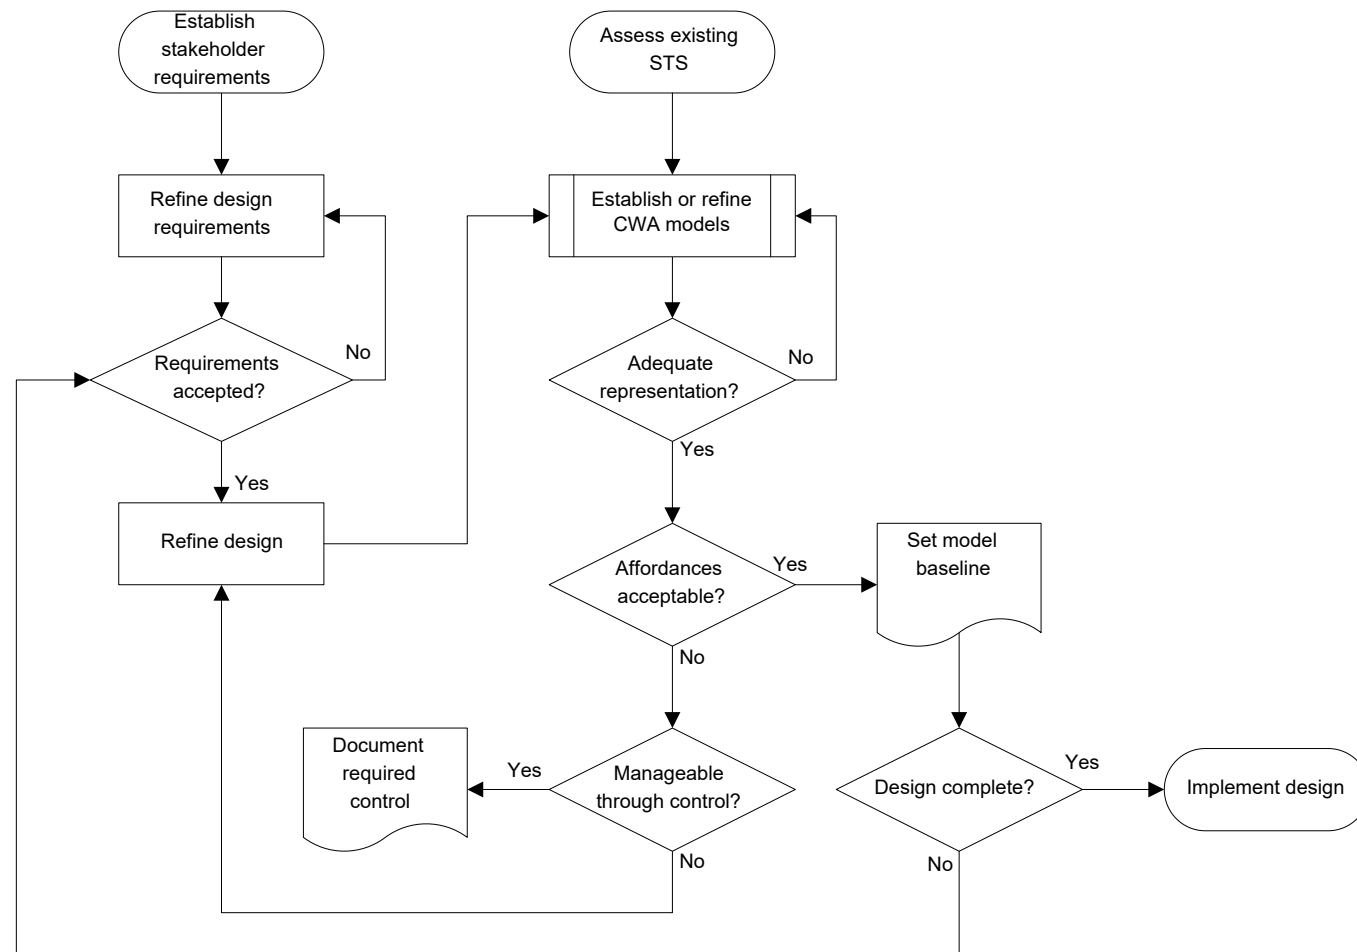 Establish
stakeholder
requirements
Assess existing
STS
Refine design
requirements
Establish or refine
CWA models
Requirements
accepted?
No
Adequate
representation?
No
Yes
Yes
Refine design
Affordances
acceptable?
Yes
Set model
baseline
No
Document
required
control
Yes
Manageable
through control?
Design complete?
Yes
Implement design
No
No